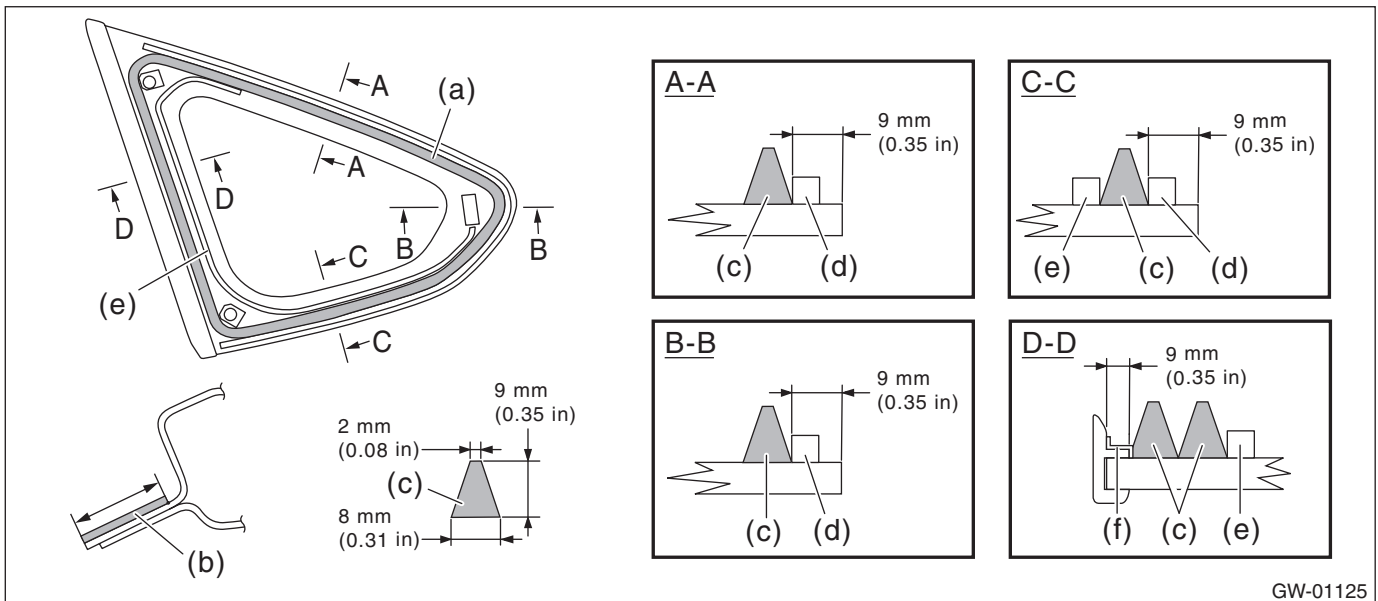 A
(a)
A
D
D
B
B
C
(e)
C
(b)
2 mm
(0.08 in)
9 mm
(0.35 in)
(c)
8 mm
(0.31 in)
A-A
9 mm
(0.35 in)
(c)
(d)
C-C
9 mm
(0.35 in)
(e)
(c)
(d)
B-B
9 mm
(0.35 in)
(c)
(d)
D-D
9 mm
(0.35 in)
(f)
(c)
(e)
GW-01125